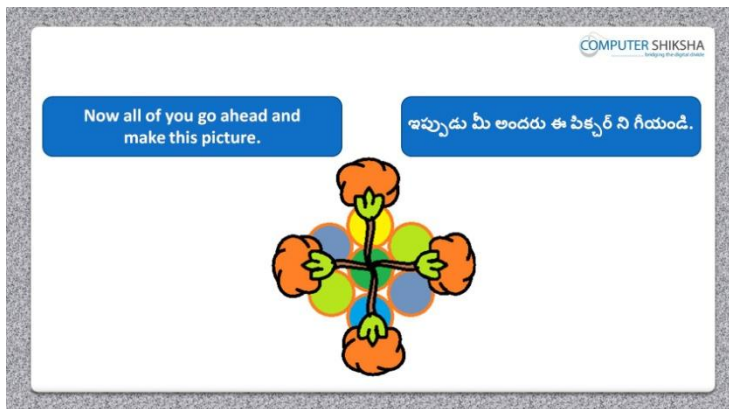 COMPUTER SHIKSHA
bridging the digital divide
Now all of you go ahead and
make this picture.
ఇప్పుడు మీ అందరు ఈ పిక్చర్ ని గీయండి.